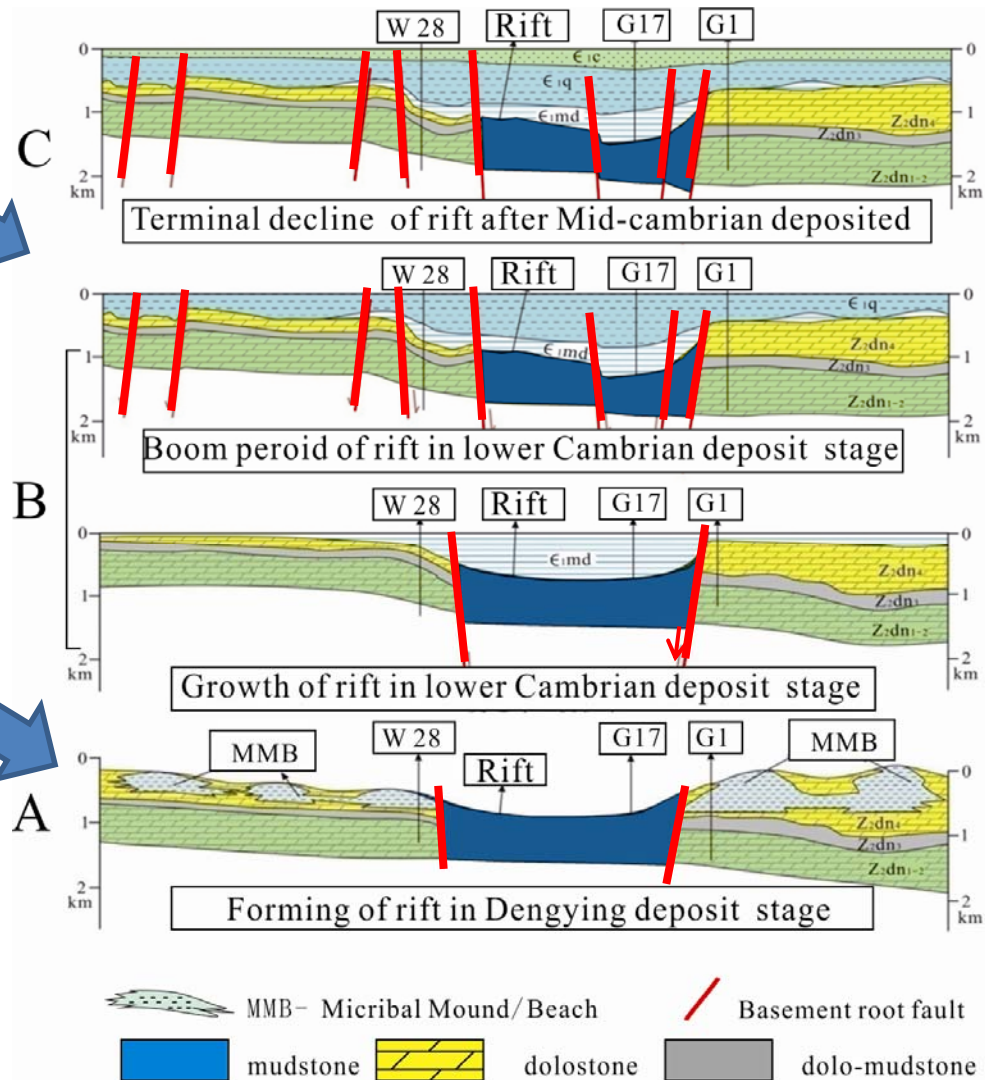 W 28 Rift G17 G1
0 Є₁c 0
Є₁q
C 1 Є₁md Z₂dn₄ 1
Z₂dn₃
2 Z₂dn₁₋₂ 2
km km
Terminal decline of rift after Mid-cambrian deposited
W 28 Rift G17 G1
0 Є₁q 0
Z₂dn₄
1 Є₁md Z₂dn₃ 1
Z₂dn₁₋₂
2 2
km km
Boom peroid of rift in lower Cambrian deposit stage
B
W 28 Rift G17 G1
0 Є₁md 0
Z₂dn₄
1 Z₂dn₃ 1
Z₂dn₁₋₂
2 2
km km
Growth of rift in lower Cambrian deposit stage
MMB W 28 Rift G17 G1 MMB
0 0
A 1 Z₂dn₄ 1
Z₂dn₃
Z₂dn₁₋₂
2 2
km km
Forming of rift in Dengying deposit stage
MMB- Micribal Mound/Beach Basement root fault
mudstone dolostone dolo-mudstone